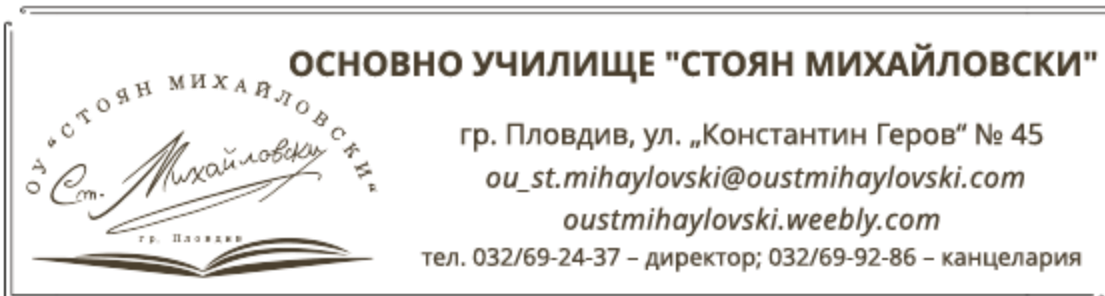 ОСНОВНО УЧИЛИЩЕ "СТОЯН МИХАЙЛОВСКИ"
ОУ "СТОЯН МИХАЙЛОВСКИ"
Ст. Михайловски
гр. Пловдив
гр. Пловдив, ул. „Константин Геров“ № 45
ou_st.mihaylovski@oustmihaylovski.com
oustmihaylovski.weebly.com
тел. 032/69-24-37 – директор; 032/69-92-86 – канцелария